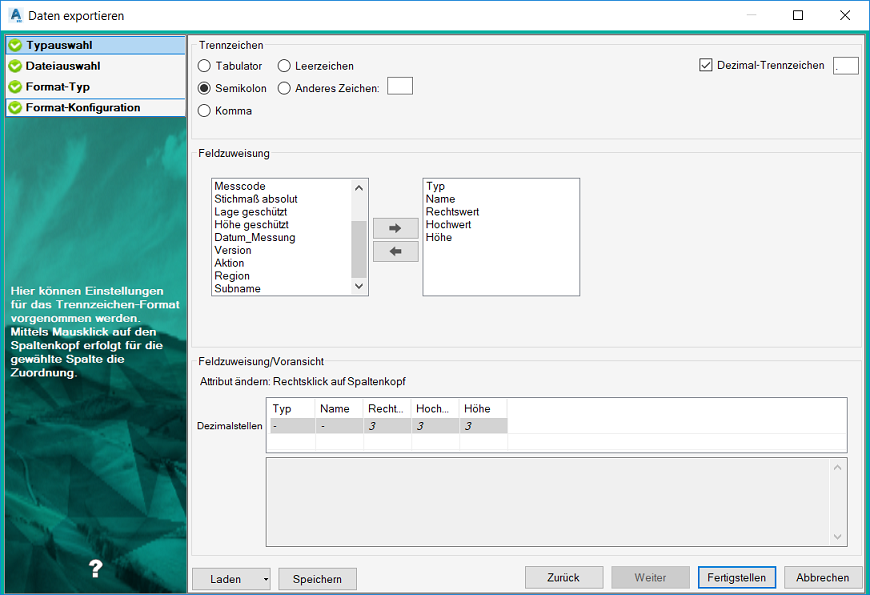 Daten exportieren
Typauswahl
Dateiauswahl
Format-Typ
Format-Konfiguration
Hier können Einstellungen
für das Trennzeichen-Format
vorgenommen werden.
Mittels Mausklick auf den
Spaltenkopf erfolgt für die
gewählte Spalte die
Zuordnung.
?
Trennzeichen
Tabulator Leerzeichen Dezimal-Trennzeichen .
Semikolon Anderes Zeichen:
Komma
Feldzuweisung
Messcode
Stichmaß absolut
Lage geschützt
Höhe geschützt
Datum_Messung
Version
Aktion
Region
Subname
Typ
Name
Rechtswert
Hochwert
Höhe
Feldzuweisung/Voransicht
Attribut ändern: Rechtsklick auf Spaltenkopf
Typ Name Recht... Hoch... Höhe
Dezimalstellen - - 3 3 3
Laden Speichern Zurück Weiter Fertigstellen Abbrechen